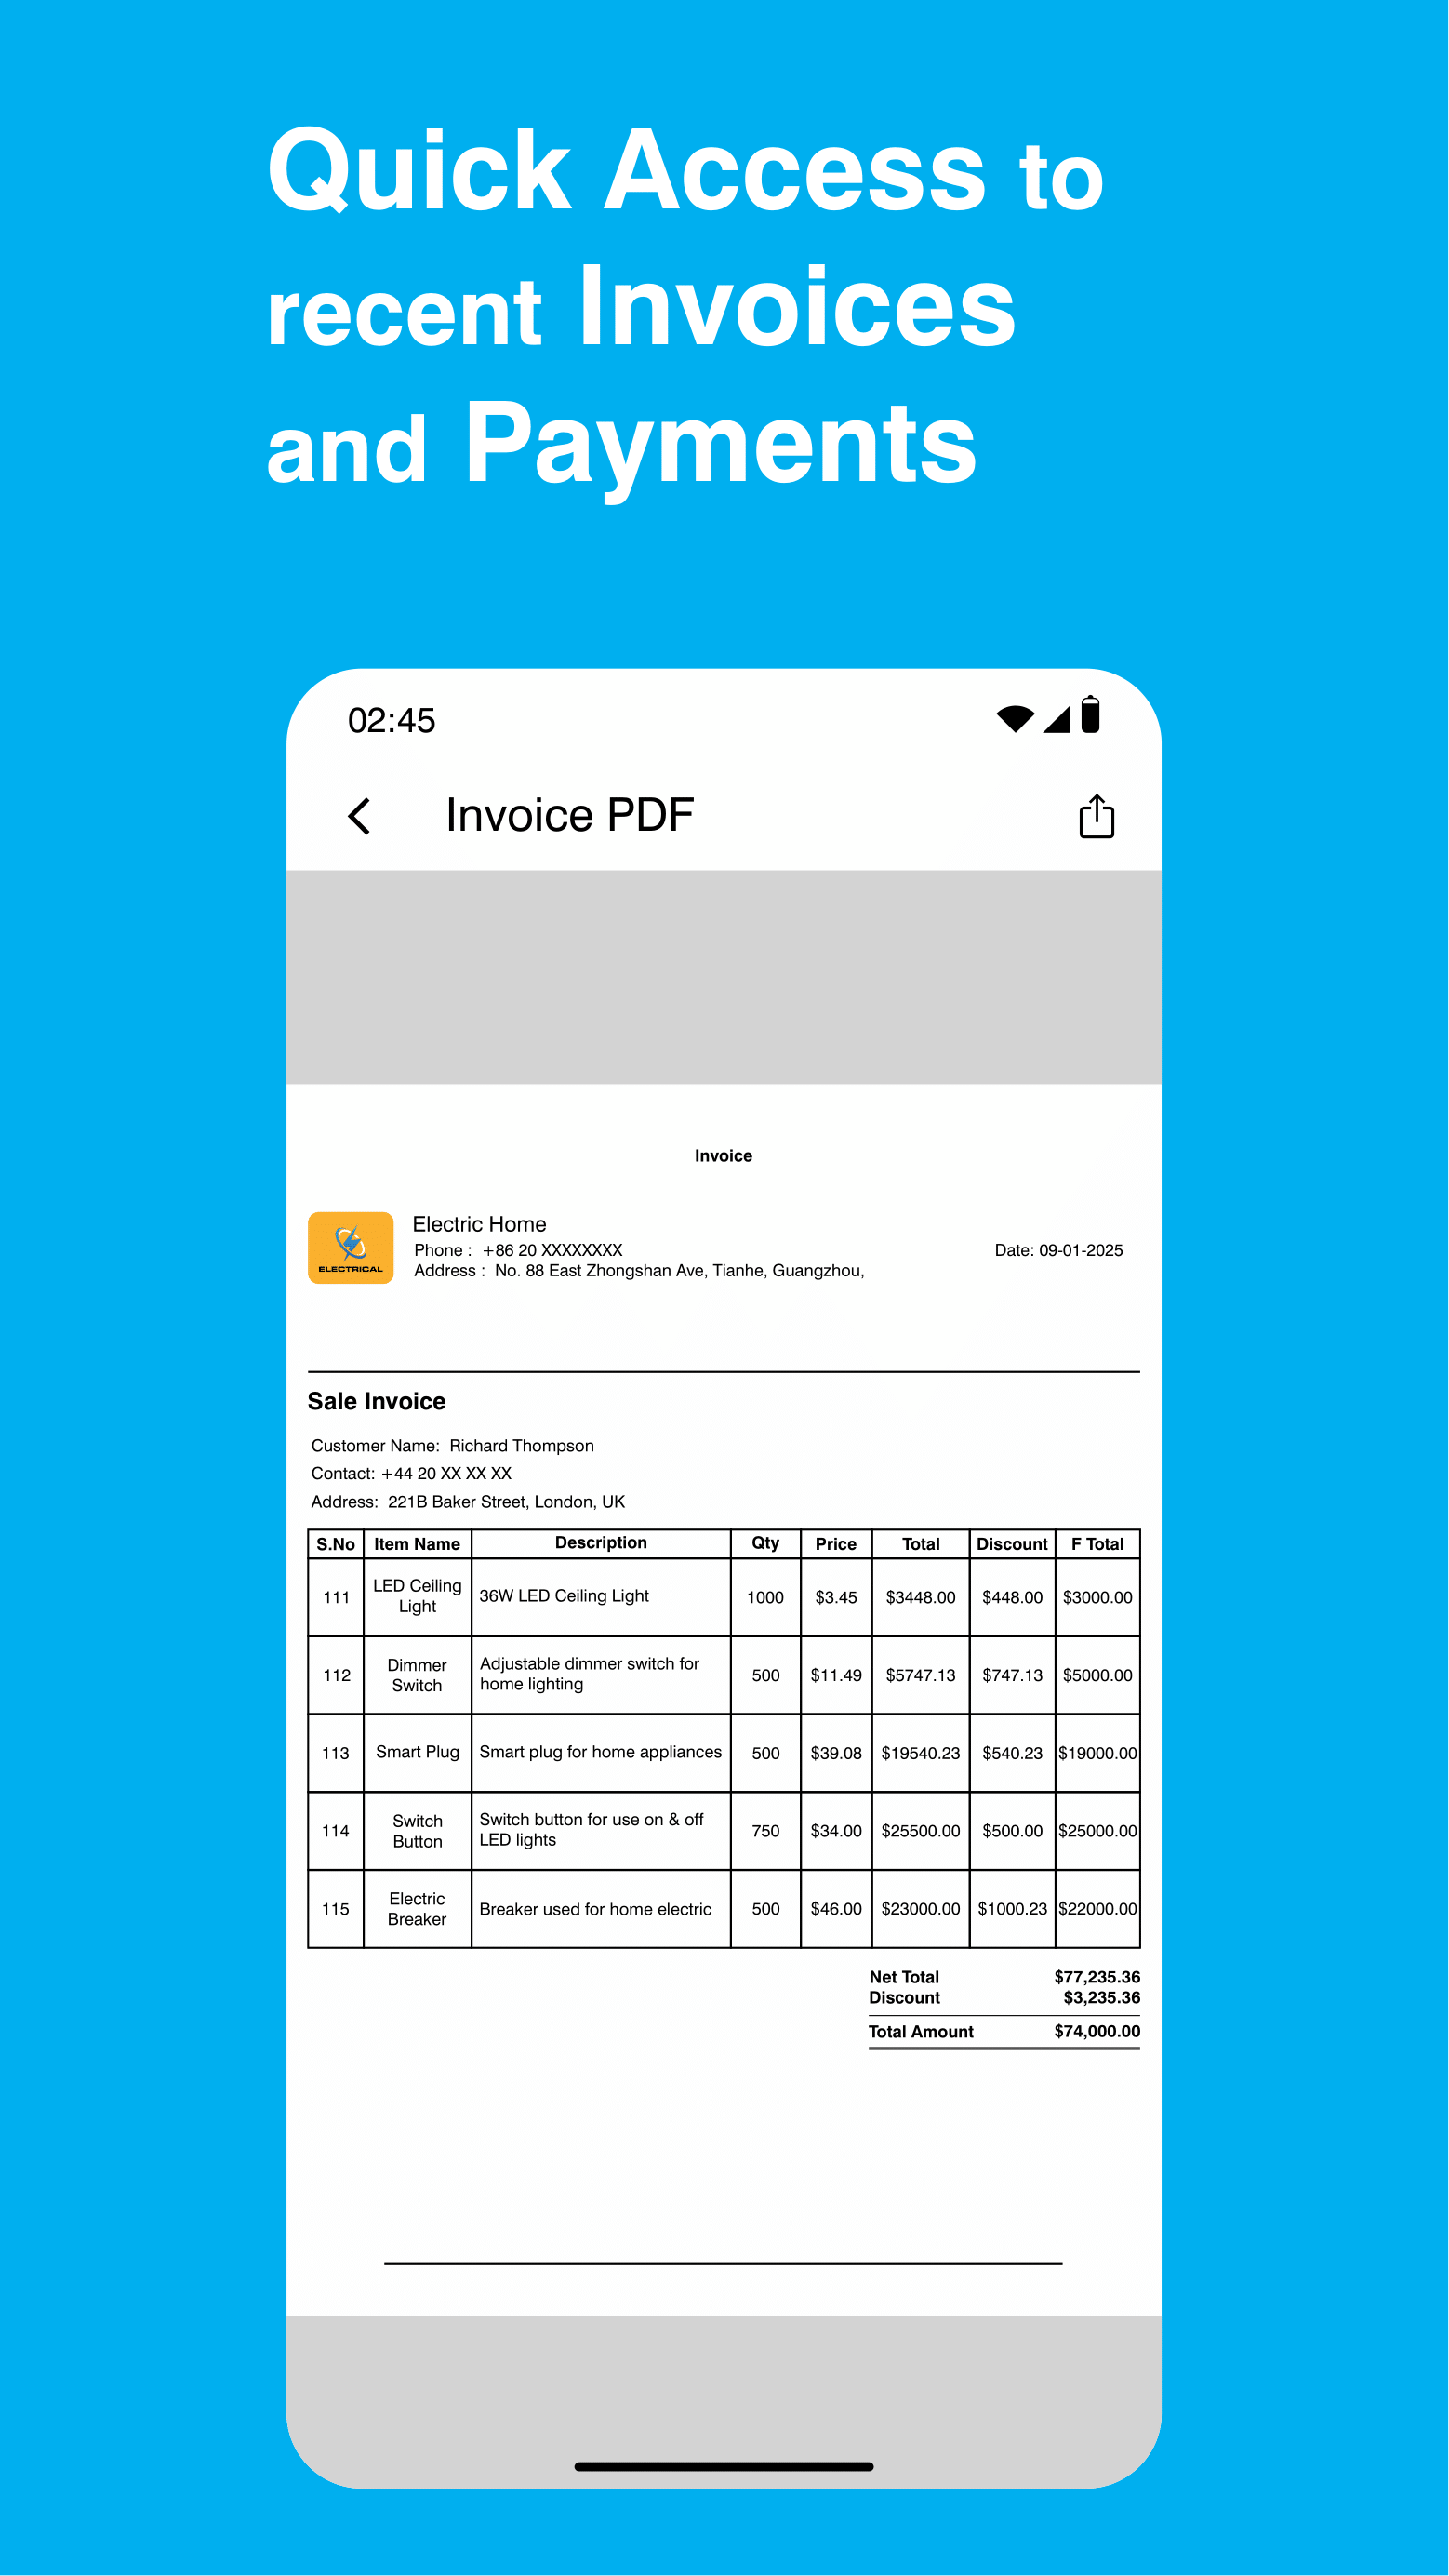 Quick Access to
recent Invoices
and Payments
02:45
Invoice PDF
Invoice
ELECTRICAL
Electric Home
Phone : +86 20 XXXXXXXX
Address : No. 88 East Zhongshan Ave, Tianhe, Guangzhou,
Date: 09-01-2025
Sale Invoice
Customer Name: Richard Thompson
Contact: +44 20 XX XX XX
Address: 221B Baker Street, London, UK
S.No Item Name Description Qty Price Total Discount F Total
111 LED Ceiling Light 36W LED Ceiling Light 1000 $3.45 $3448.00 $448.00 $3000.00
112 Dimmer Switch Adjustable dimmer switch for home lighting 500 $11.49 $5747.13 $747.13 $5000.00
113 Smart Plug Smart plug for home appliances 500 $39.08 $19540.23 $540.23 $19000.00
114 Switch Button Switch button for use on & off LED lights 750 $34.00 $25500.00 $500.00 $25000.00
115 Electric Breaker Breaker used for home electric 500 $46.00 $23000.00 $1000.23 $22000.00
Net Total $77,235.36
Discount $3,235.36
Total Amount $74,000.00